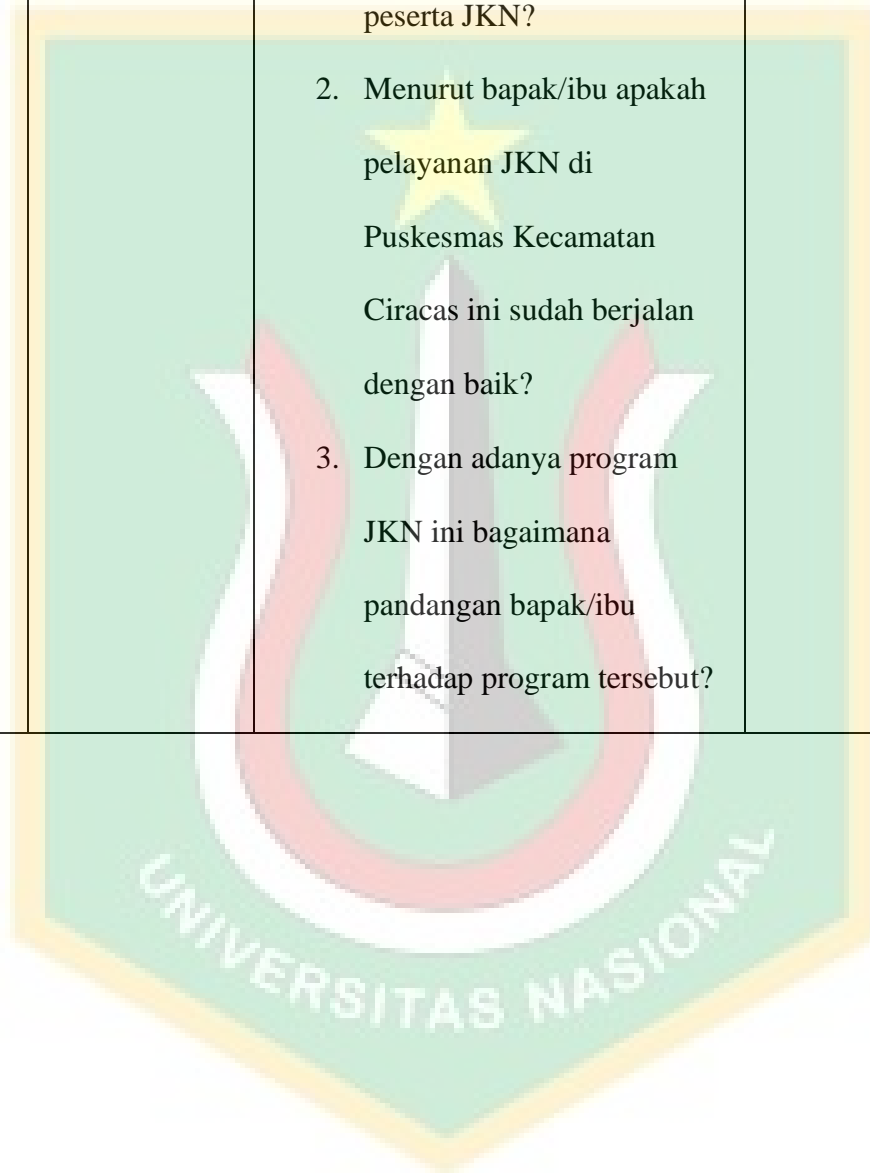 peserta JKN?
2. Menurut bapak/ibu apakah
pelayanan JKN di
Puskesmas Kecamatan
Ciracas ini sudah berjalan
dengan baik?
3. Dengan adanya program
JKN ini bagaimana
pandangan bapak/ibu
terhadap program tersebut?
UNIVERSITAS NASIONAL